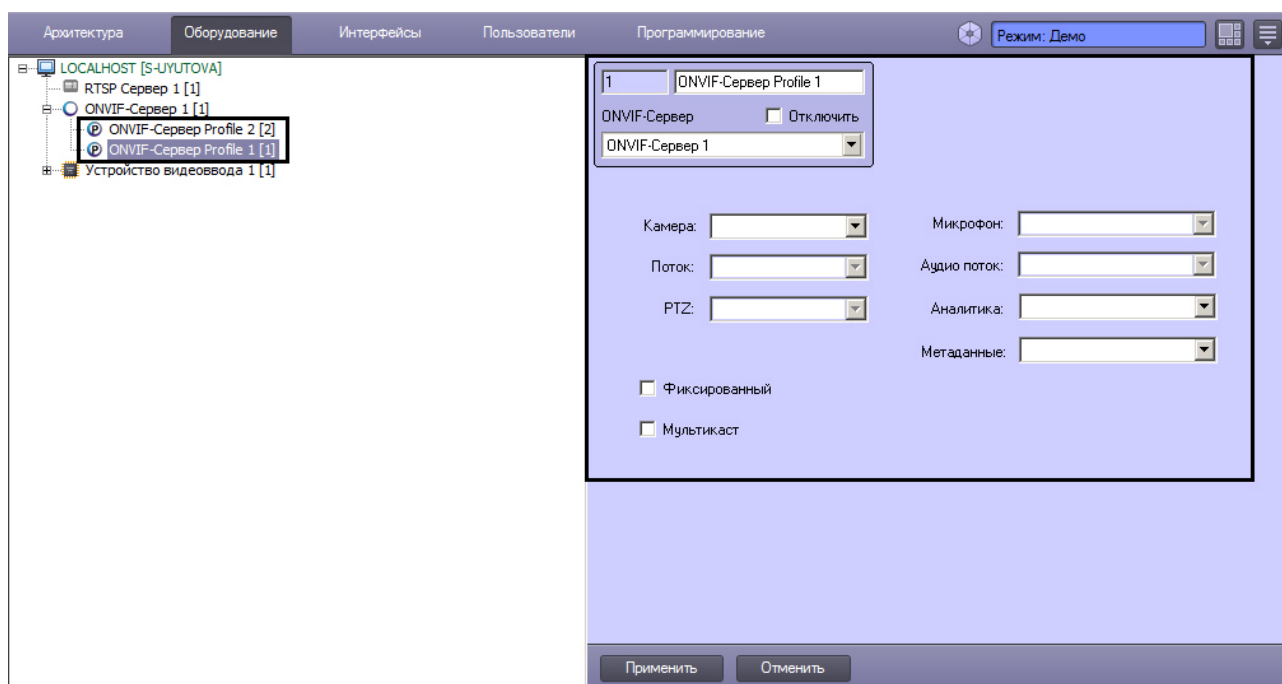 Архитектура Оборудование Интерфейсы Пользователи Программирование Режим: Демо
LOCALHOST [S-UYUTOVA]
RTSP Сервер 1 [1]
ONVIF-Сервер 1 [1]
ONVIF-Сервер Profile 2 [2]
ONVIF-Сервер Profile 1 [1]
Устройство видеоввода 1 [1]
1 ONVIF-Сервер Profile 1
ONVIF-Сервер Отключить
ONVIF-Сервер 1
Камера: Микрофон:
Поток: Аудио поток:
PTZ: Аналитика:
Метаданные:
Фиксированный
Мультикаст
Применить Отменить